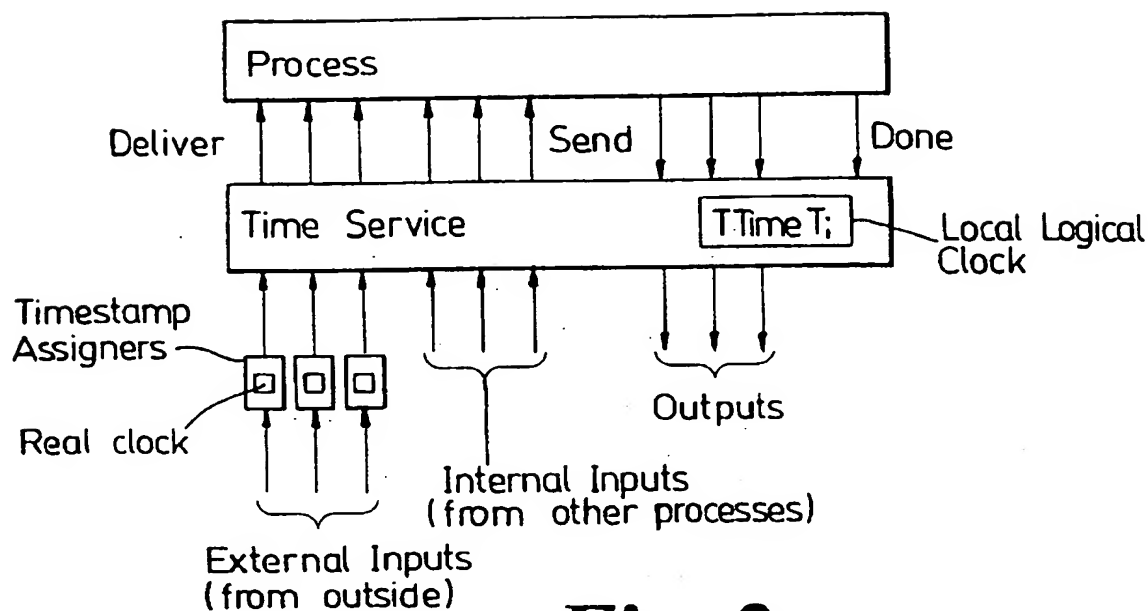 Process
Deliver
Send
Done
Time Service
TTime Ti
Local Logical
Clock
Timestamp
Assigners
Real clock
Outputs
Internal Inputs
(from other processes)
External Inputs
(from outside)